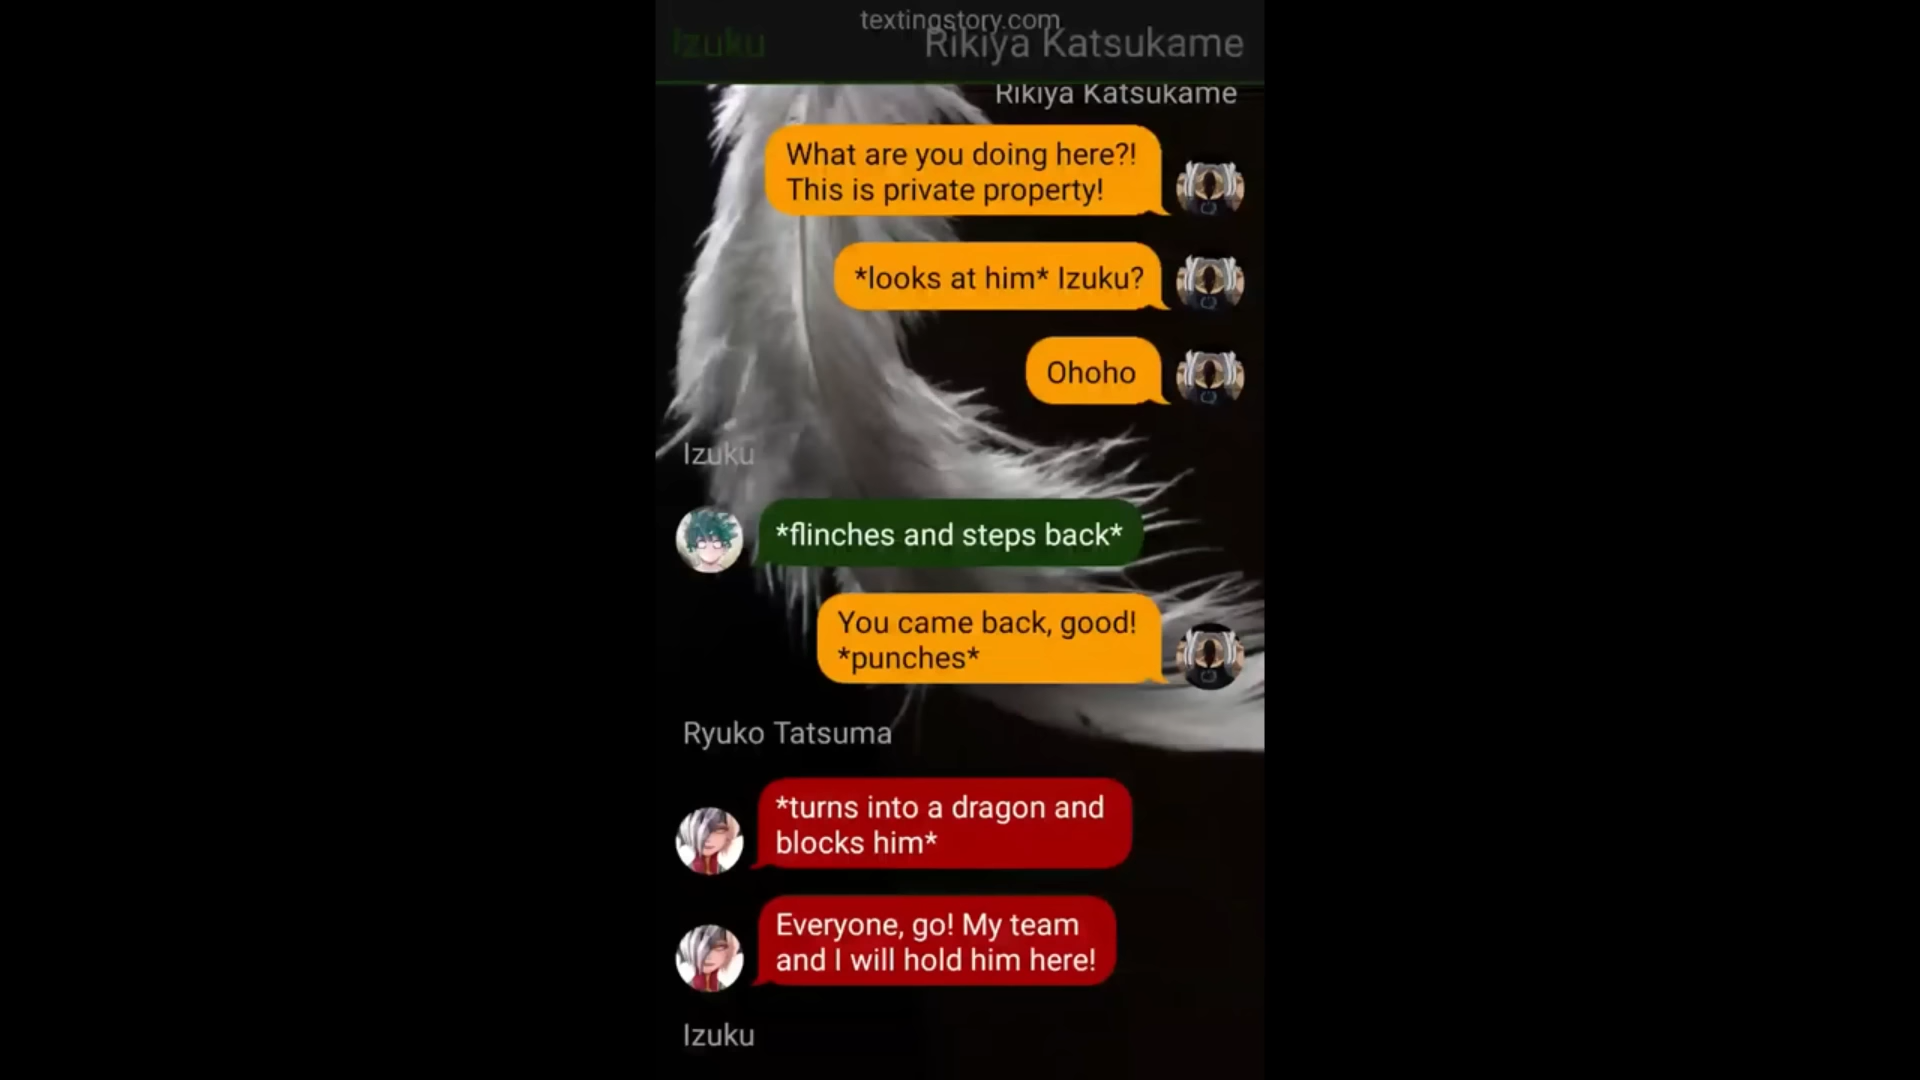 textingstory.com
Izuku
Rikiya Katsukame
Rikiya Katsukame
What are you doing here?!
This is private property!
*looks at him* Izuku?
Ohoho
Izuku
*flinches and steps back*
You came back, good!
*punches*
Ryuko Tatsuma
*turns into a dragon and
blocks him*
Everyone, go! My team
and I will hold him here!
Izuku